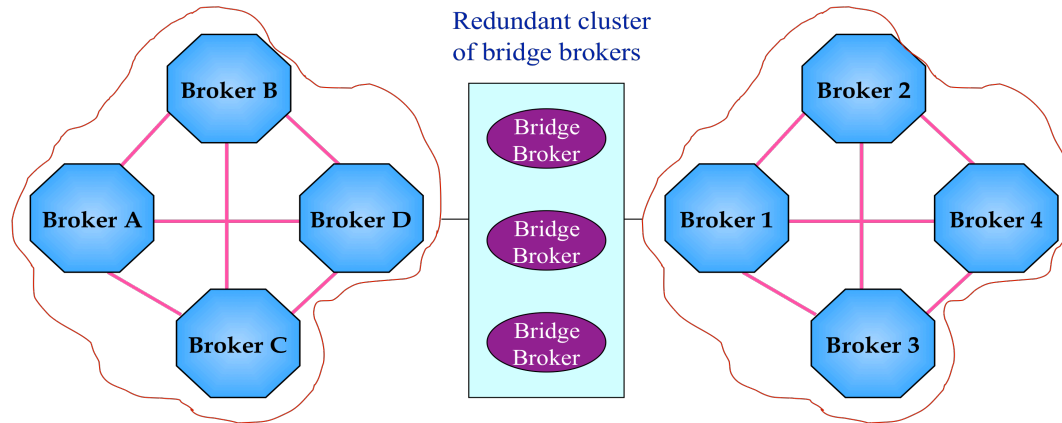 Redundant cluster
of bridge brokers
Broker B
Broker A
Broker D
Broker C
Bridge
Broker
Bridge
Broker
Bridge
Broker
Broker 2
Broker 1
Broker 4
Broker 3